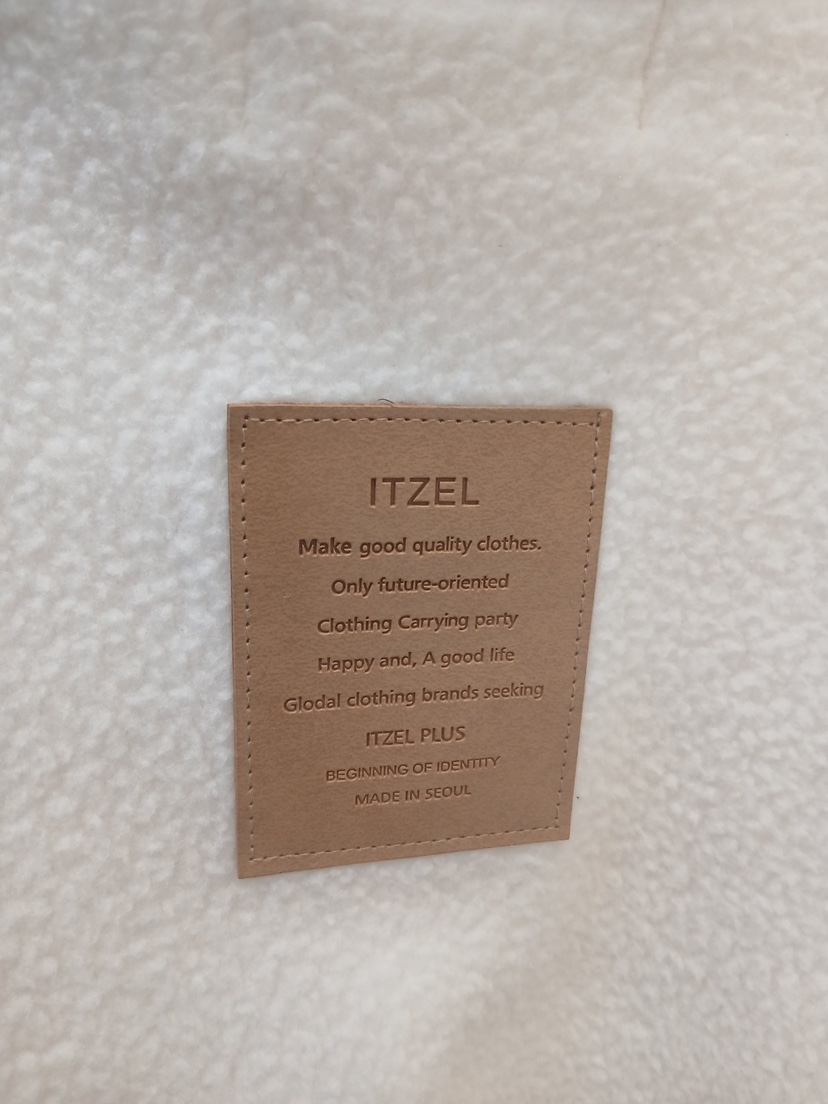 ITZEL
Make good quality clothes.
Only future-oriented
Clothing Carrying party
Happy and, A good life
Glodal clothing brands seeking
ITZEL PLUS
BEGINNING OF IDENTITY
MADE IN SEOUL